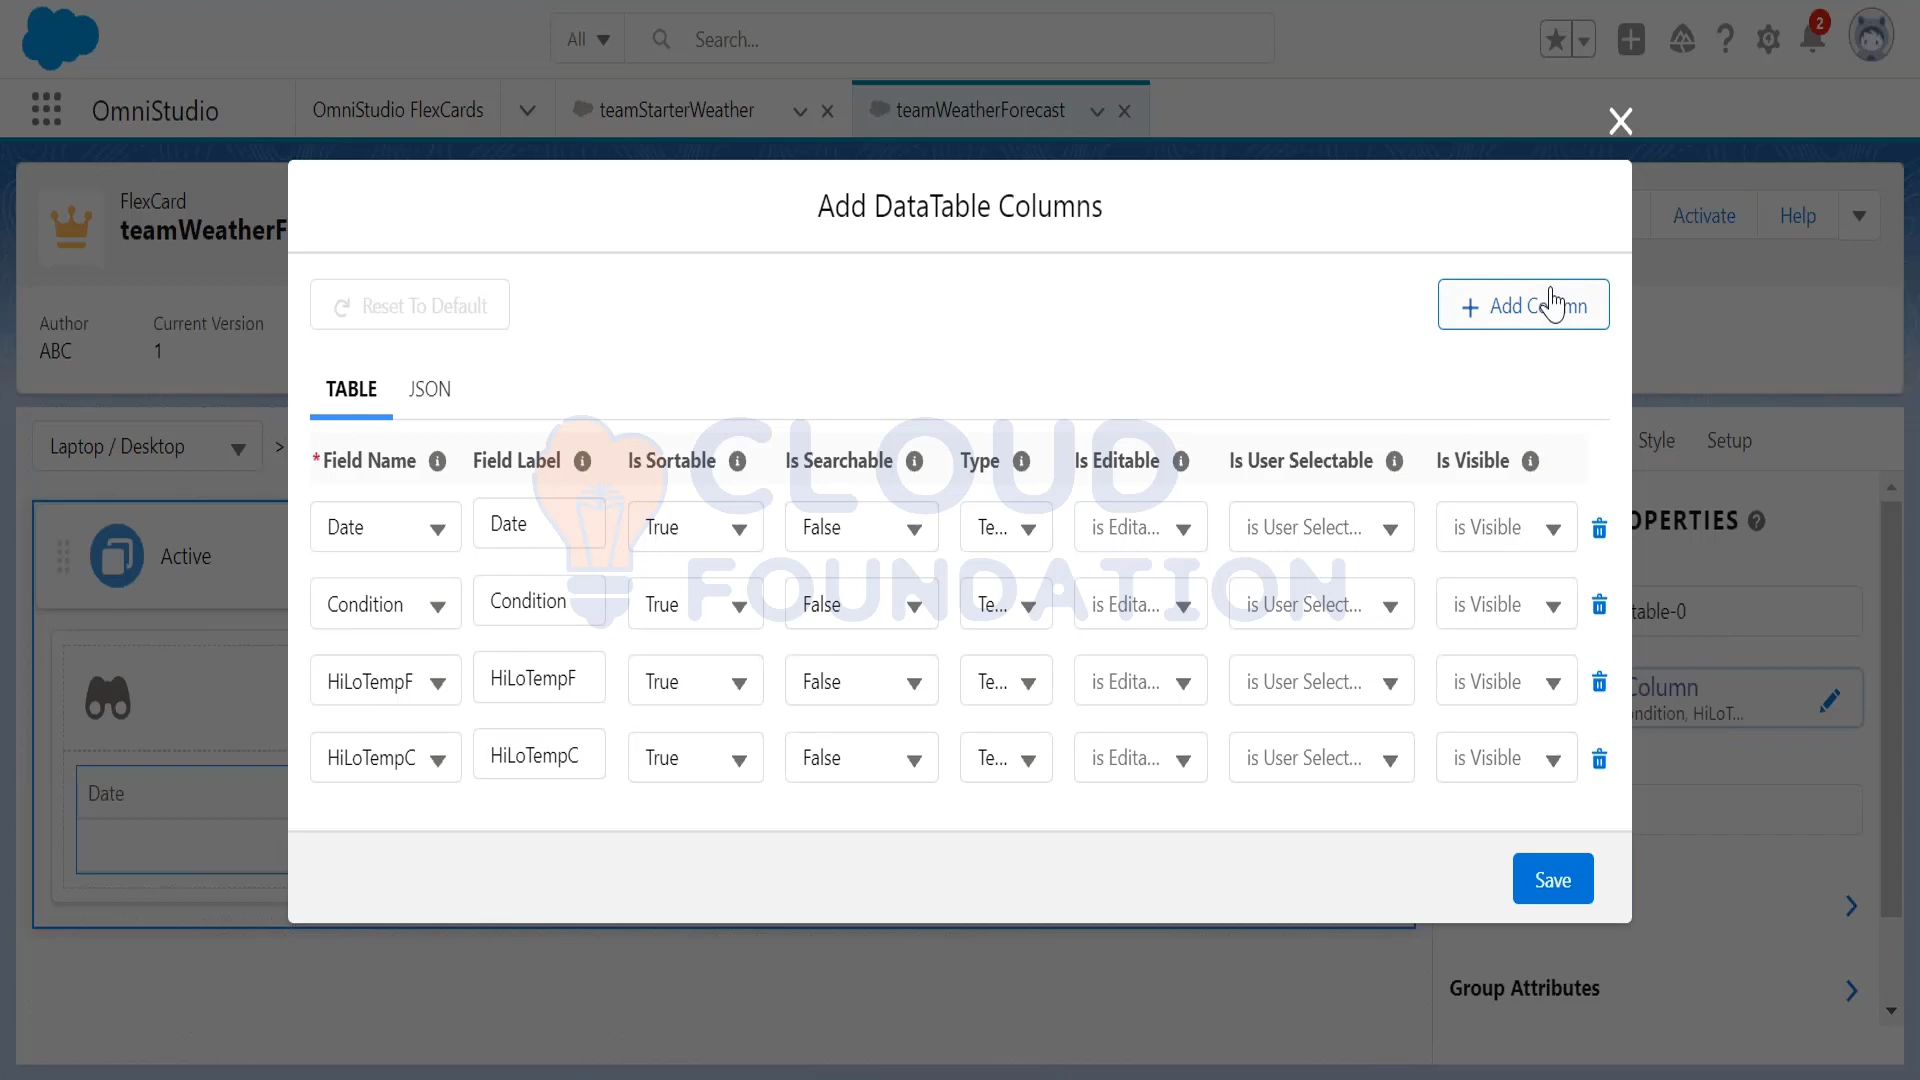 All
Search...
2
OmniStudio
OmniStudio FlexCards
teamStarterWeather
teamWeatherForecast
FlexCard
teamWeatherF
Activate
Help
Author
Current Version
ABC
1
Add DataTable Columns
Reset To Default
Add Column
TABLE
JSON
Laptop / Desktop
>
Style
Setup
*Field Name
Field Label
Is Sortable
Is Searchable
Type
Is Editable
Is User Selectable
Is Visible
Date
Date
True
False
Te...
is Edita...
is User Select...
is Visible
OPERTIES
Active
Condition
Condition
True
False
Te...
is Edita...
is User Select...
is Visible
table-0
HiLoTempF
HiLoTempF
True
False
Te...
is Edita...
is User Select...
is Visible
Column
ndition, HiLoT...
HiLoTempC
HiLoTempC
True
False
Te...
is Edita...
is User Select...
is Visible
Date
Save
Group Attributes
CLOUD
FOUNDATION